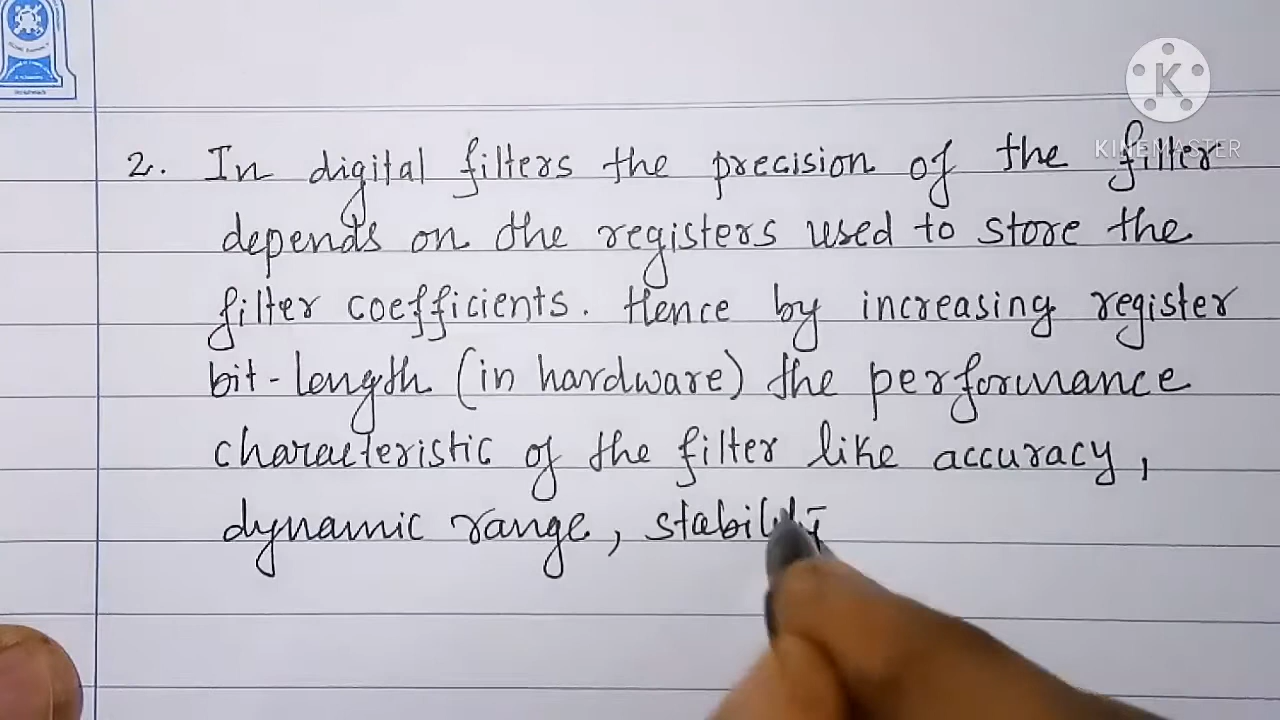 K
KINEMASTER
2. In digital filters the precision of the filter
depends on the registers used to store the
filter coefficients. Hence by increasing register
bit-length (in hardware) the performance
characteristic of the filter like accuracy,
dynamic range,